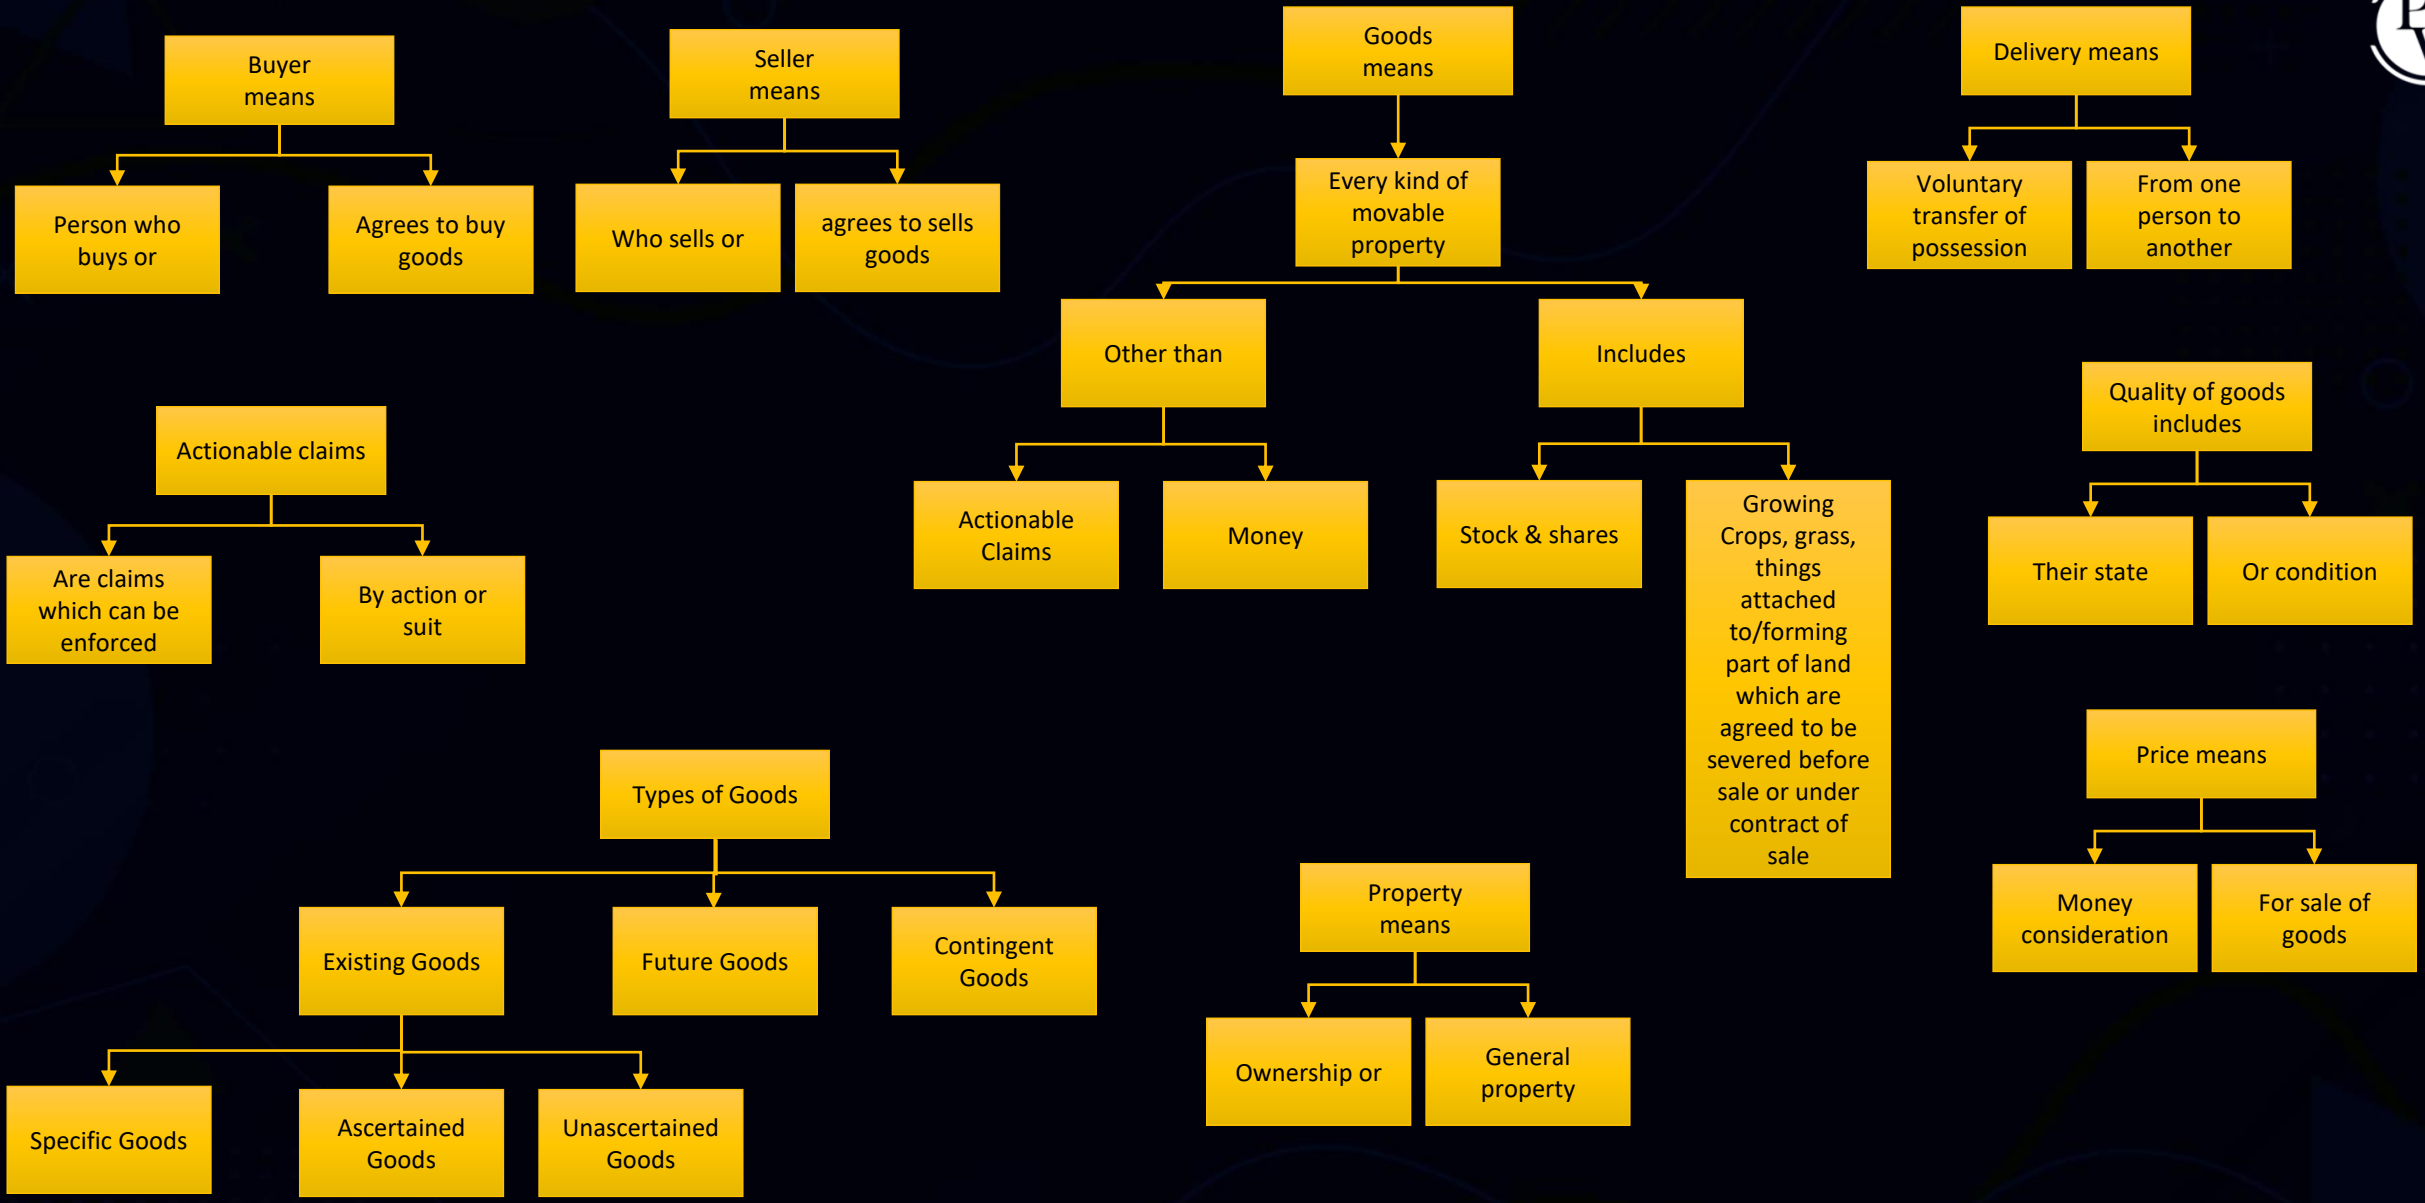 Buyer
means
Person who
buys or
Agrees to buy
goods
Seller
means
Who sells or
agrees to sells
goods
Goods
means
Every kind of
movable
property
Other than
Includes
Actionable
Claims
Money
Stock & shares
Growing
Crops, grass,
things
attached
to/forming
part of land
which are
agreed to be
severed before
sale or under
contract of
sale
Delivery means
Voluntary
transfer of
possession
From one
person to
another
Actionable claims
Are claims
which can be
enforced
By action or
suit
Quality of goods
includes
Their state
Or condition
Types of Goods
Existing Goods
Future Goods
Contingent
Goods
Specific Goods
Ascertained
Goods
Unascertained
Goods
Property
means
Ownership or
General
property
Price means
Money
consideration
For sale of
goods